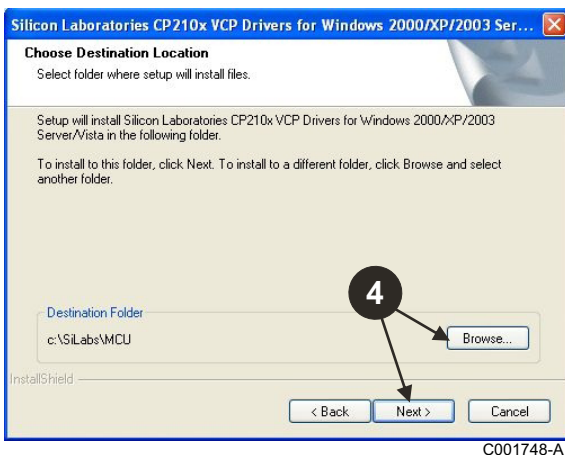 Silicon Laboratories CP210x VCP Drivers for Windows 2000/XP/2003 Ser...
Choose Destination Location
Select folder where setup will install files.
Setup will install Silicon Laboratories CP210x VCP Drivers for Windows 2000/XP/2003
Server/Vista in the following folder.
To install to this folder, click Next. To install to a different folder, click Browse and select
another folder.
4
Destination Folder
c:\SiLabs\MCU
Browse...
InstallShield
< Back
Next >
Cancel
C001748-A